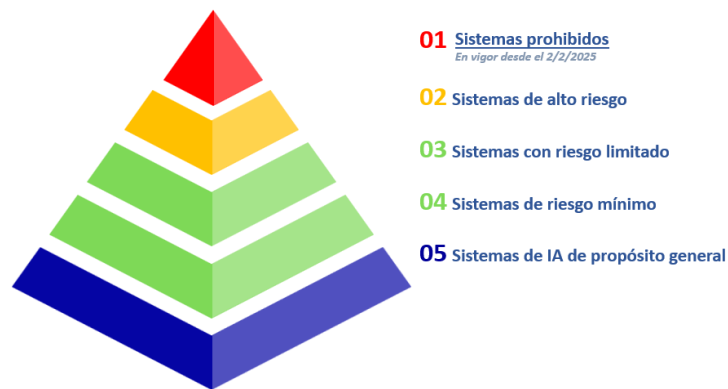 01 Sistemas prohibidos
En vigor desde el 2/2/2025
02 Sistemas de alto riesgo
03 Sistemas con riesgo limitado
04 Sistemas de riesgo mínimo
05 Sistemas de IA de propósito general